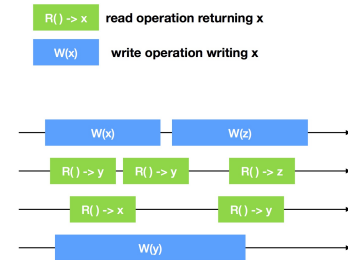 R( ) -> x read operation returning x
W(x) write operation writing x
W(x) W(z)
R( ) -> y R( ) -> y R( ) -> z
R( ) -> x R( ) -> y
W(y)